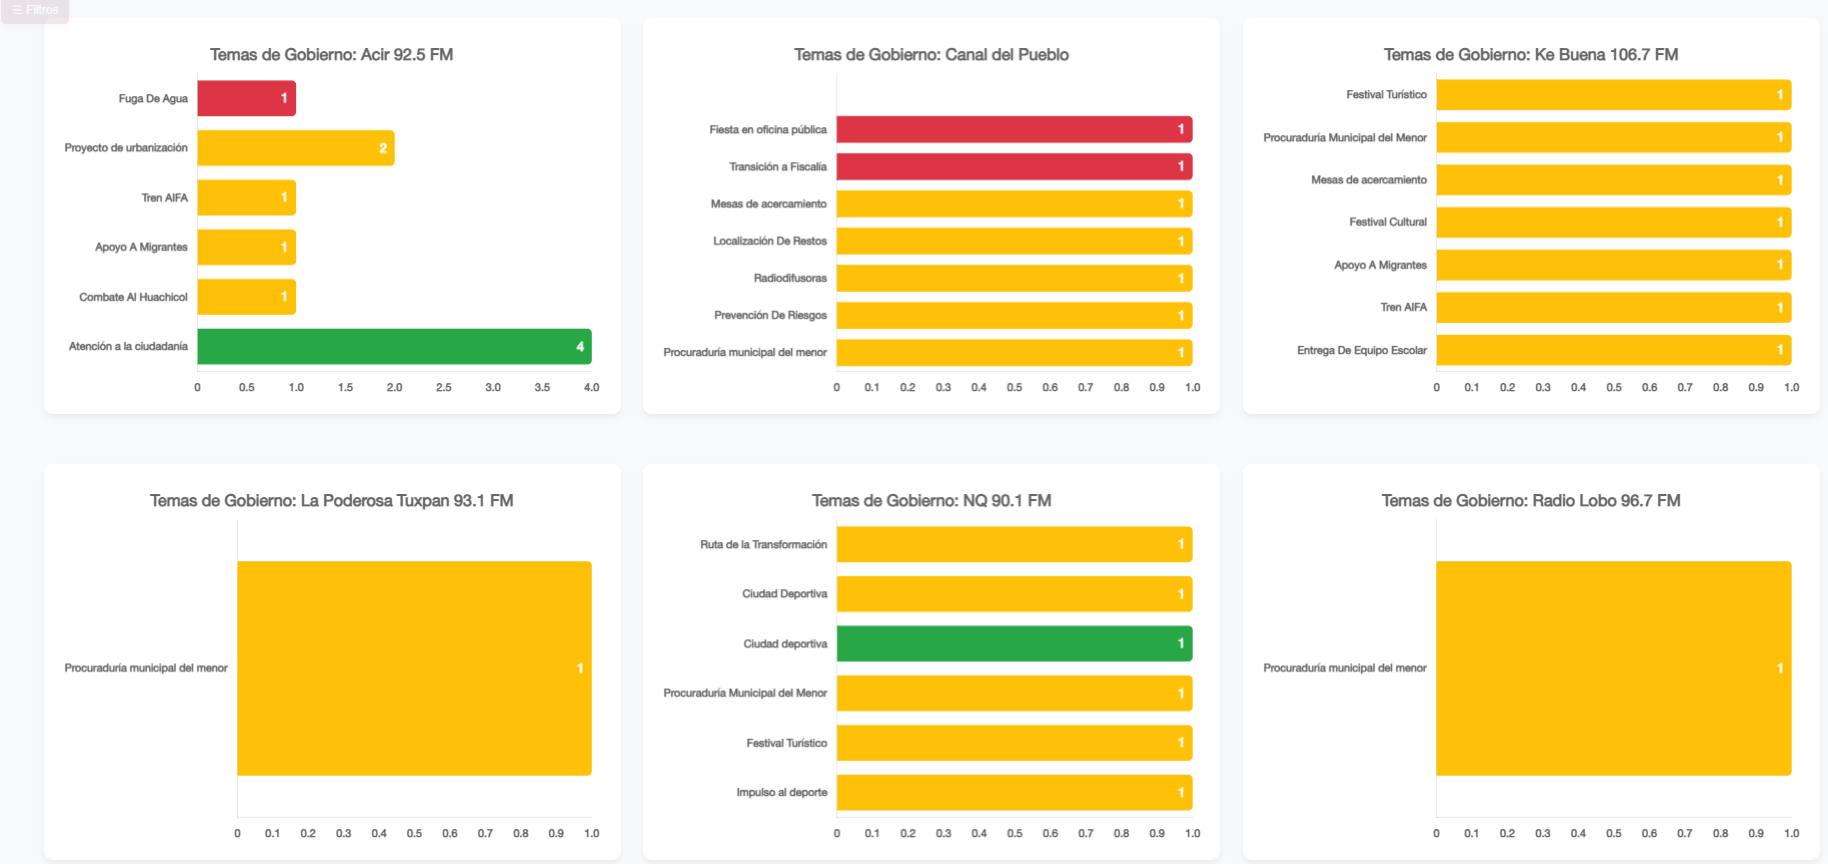 ☰ Filtros
Temas de Gobierno: Acir 92.5 FM
Fuga De Agua
1
Proyecto de urbanización
2
Tren AIFA
1
Apoyo A Migrantes
1
Combate Al Huachicol
1
Atención a la ciudadanía
4
0 0.5 1.0 1.5 2.0 2.5 3.0 3.5 4.0
Temas de Gobierno: Canal del Pueblo
Fiesta en oficina pública
1
Transición a Fiscalía
1
Mesas de acercamiento
1
Localización De Restos
1
Radiodifusoras
1
Prevención De Riesgos
1
Procuraduría municipal del menor
1
0 0.1 0.2 0.3 0.4 0.5 0.6 0.7 0.8 0.9 1.0
Temas de Gobierno: Ke Buena 106.7 FM
Festival Turístico
1
Procuraduría Municipal del Menor
1
Mesas de acercamiento
1
Festival Cultural
1
Apoyo A Migrantes
1
Tren AIFA
1
Entrega De Equipo Escolar
1
0 0.1 0.2 0.3 0.4 0.5 0.6 0.7 0.8 0.9 1.0
Temas de Gobierno: La Poderosa Tuxpan 93.1 FM
Procuraduría municipal del menor
1
0 0.1 0.2 0.3 0.4 0.5 0.6 0.7 0.8 0.9 1.0
Temas de Gobierno: NQ 90.1 FM
Ruta de la Transformación
1
Ciudad Deportiva
1
Ciudad deportiva
1
Procuraduría Municipal del Menor
1
Festival Turístico
1
Impulso al deporte
1
0 0.1 0.2 0.3 0.4 0.5 0.6 0.7 0.8 0.9 1.0
Temas de Gobierno: Radio Lobo 96.7 FM
Procuraduría municipal del menor
1
0 0.1 0.2 0.3 0.4 0.5 0.6 0.7 0.8 0.9 1.0